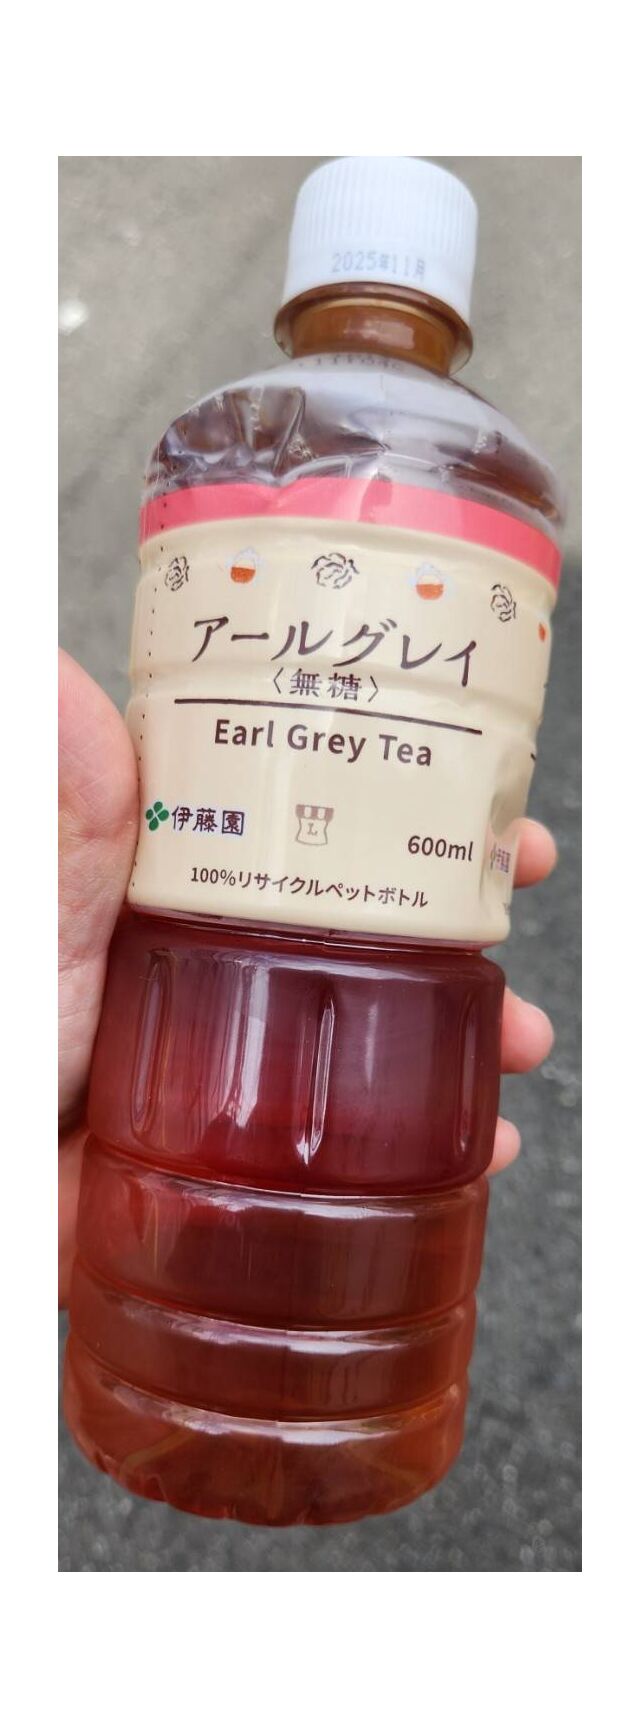 2025年11月
アールグレイ
〈無糖〉
Earl Grey Tea
伊藤園
L
600ml
100%リサイクルペットボトル